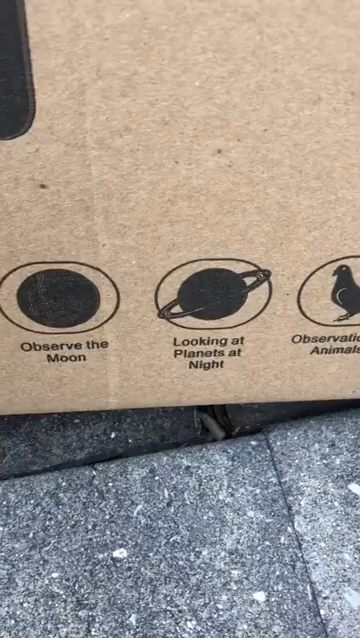 Observe the
Moon
Looking at
Planets at
Night
Animals